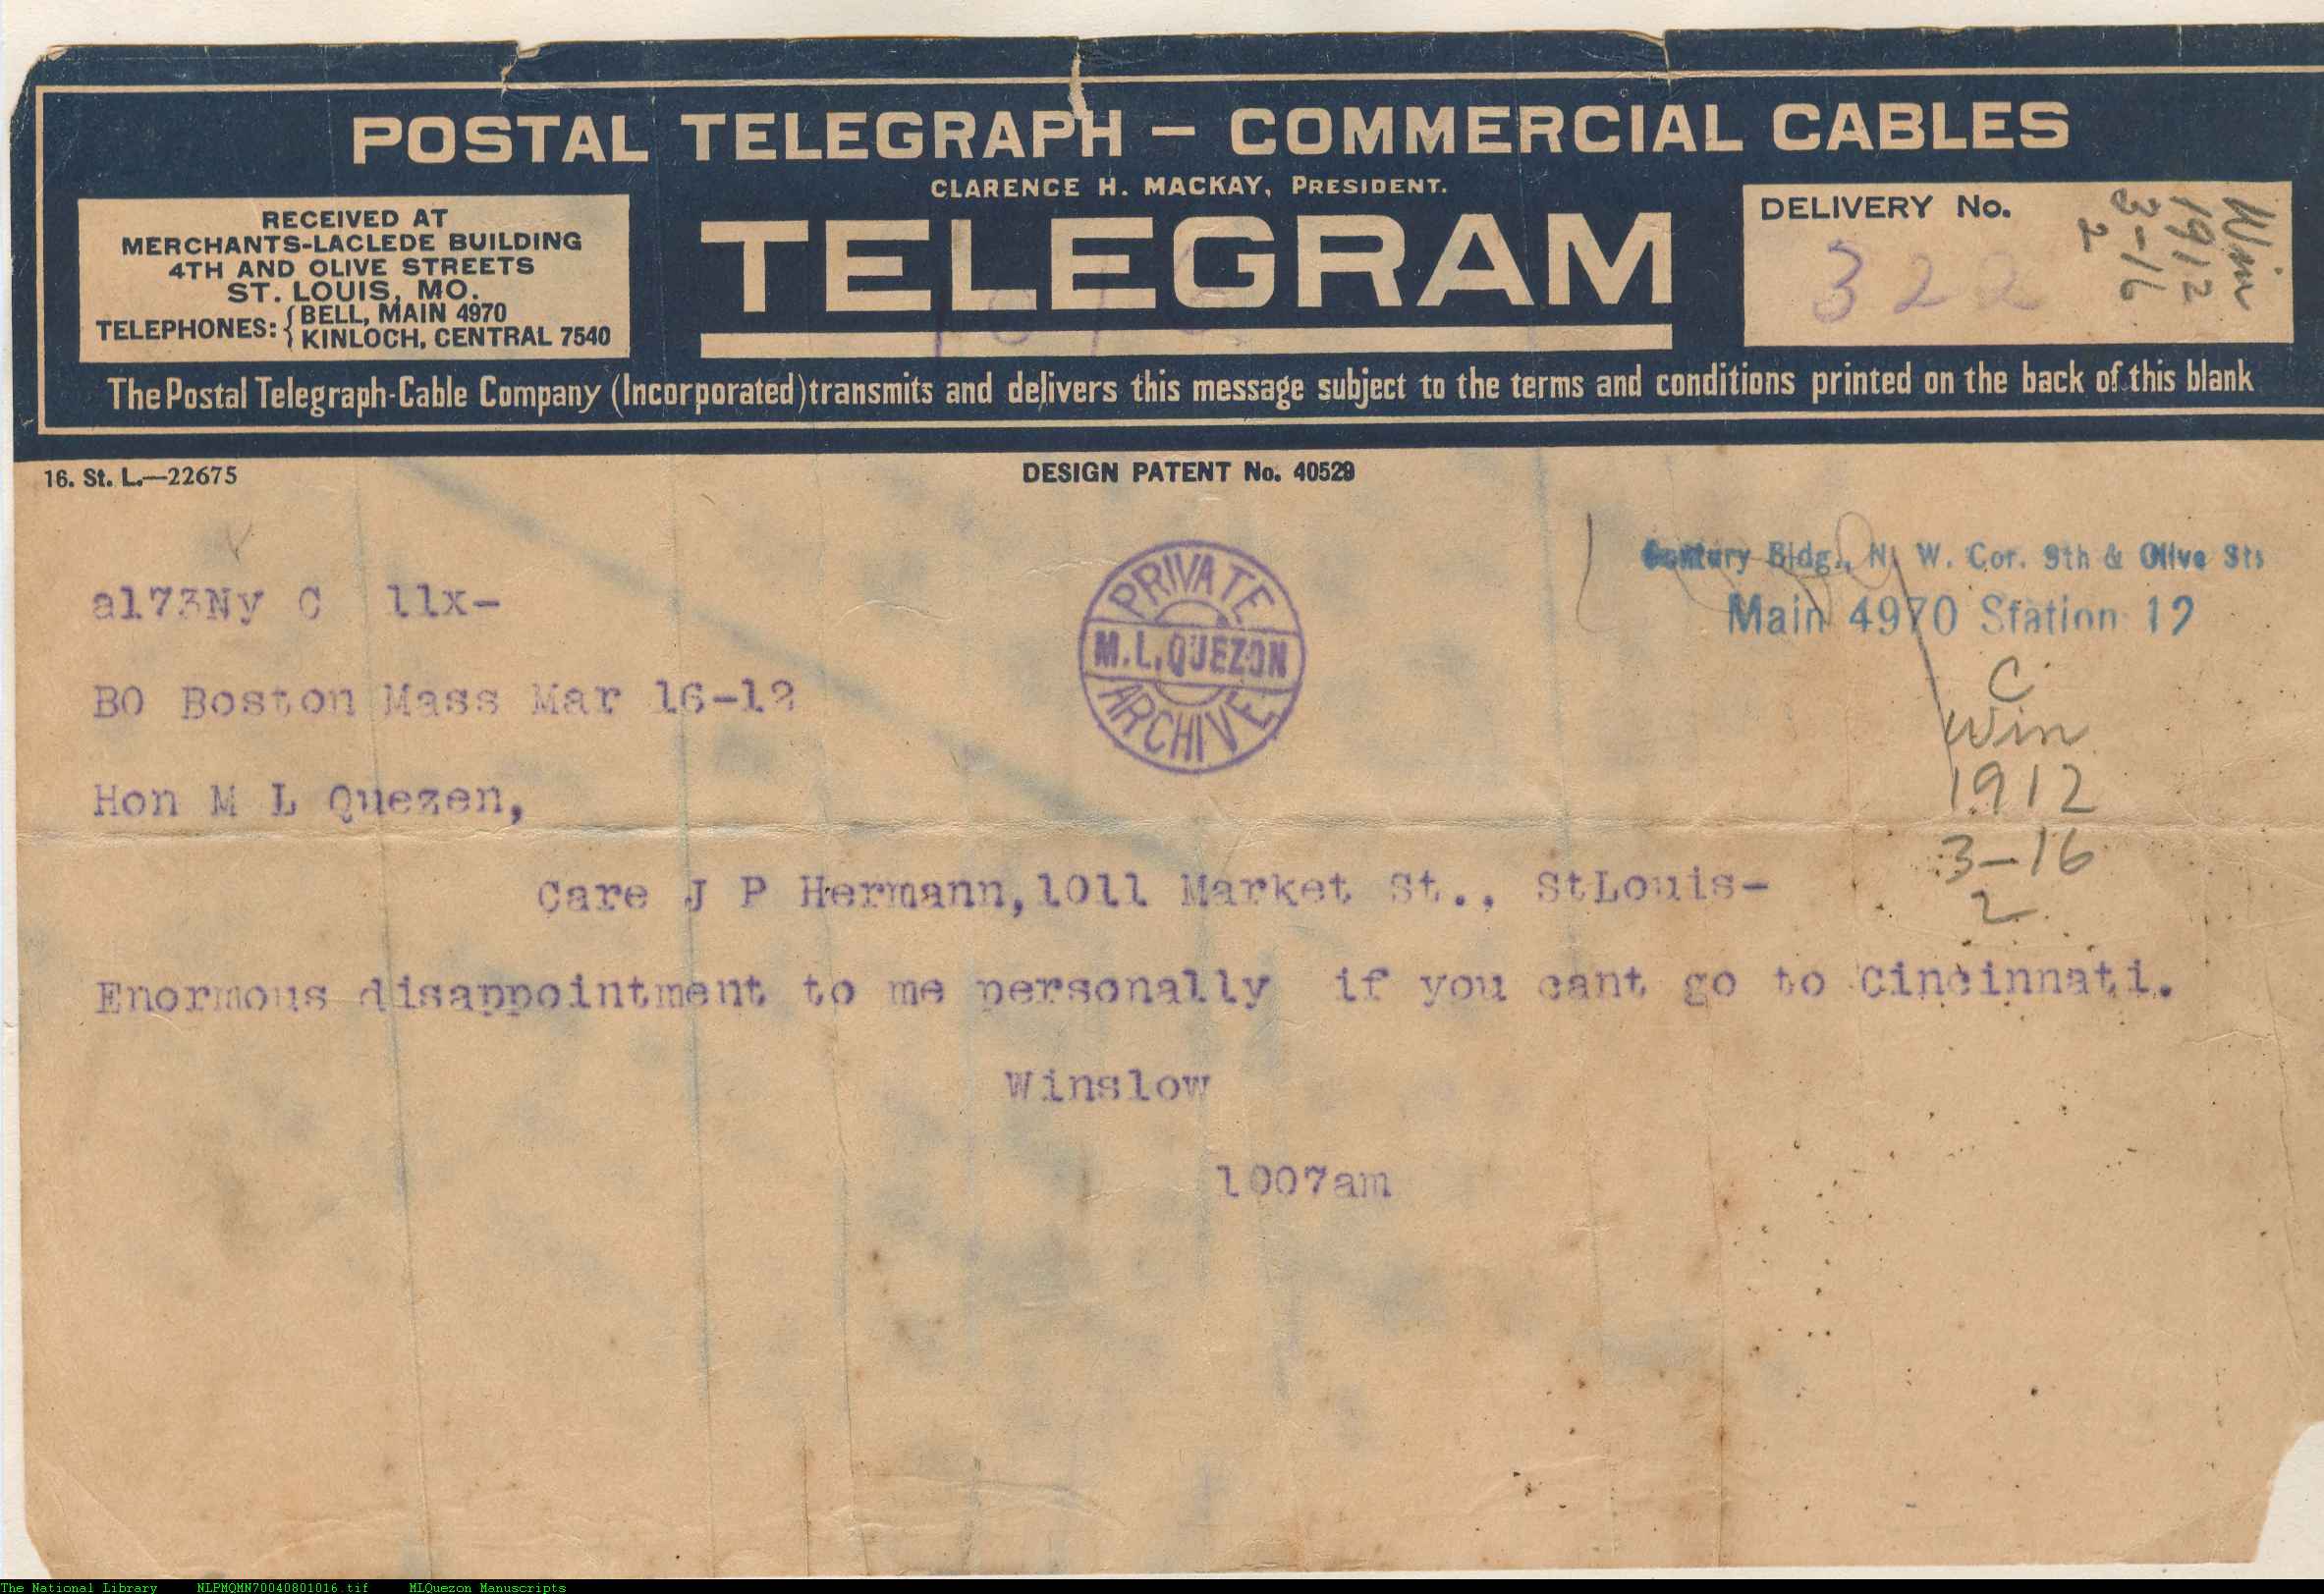 POSTAL TELEGRAPH – COMMERCIAL CABLES
CLARENCE H. MACKAY, PRESIDENT.
RECEIVED AT
MERCHANTS-LACLEDE BUILDING
4TH AND OLIVE STREETS
ST. LOUIS, MO.
TELEPHONES: { BELL, MAIN 4970
KINLOCH, CENTRAL 7540
TELEGRAM
DELIVERY No.
322
Win
1912
3-16
2
The Postal Telegraph-Cable Company (Incorporated) transmits and delivers this message subject to the terms and conditions printed on the back of this blank
16. St. L.—22675
DESIGN PATENT No. 40529
Century Bldg., N. W. Cor. 9th & Olive Sts
Main 4970 Station 12
PRIVATE
M.L. QUEZON
ARCHIVE
C
Win
1912
3-16
2
a173Ny C 11x-
BO Boston Mass Mar 16-12
Hon M L Quezen,
Care J P Hermann,1011 Market St., StLouis-
Enormous disappointment to me personally if you cant go to Cincinnati.
Winslow
1007am
The National Library NLPMQMN70040801016.tif MLQuezon Manuscripts